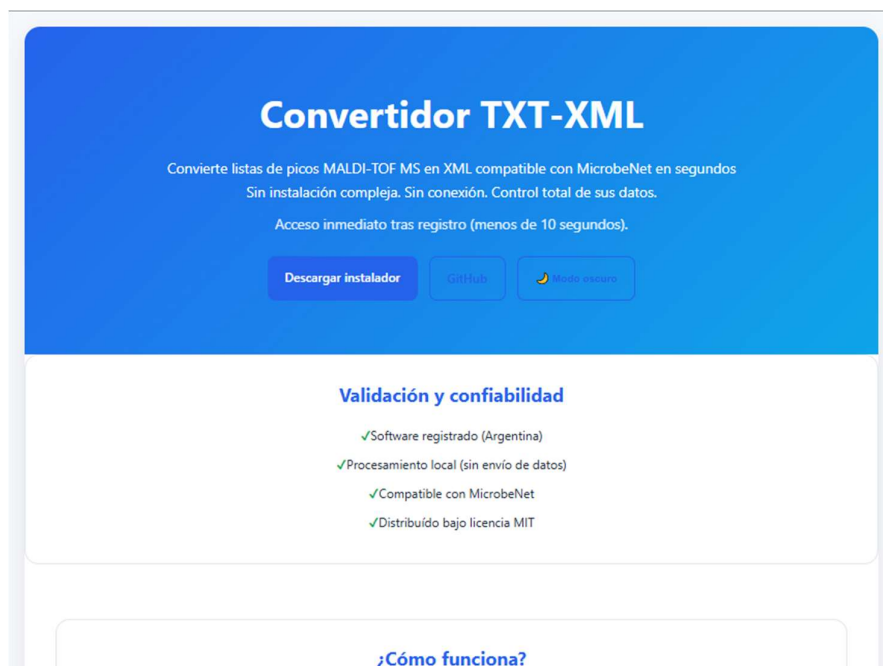 Convertidor TXT-XML
Convierte listas de picos MALDI-TOF MS en XML compatible con MicrobeNet en segundos
Sin instalación compleja. Sin conexión. Control total de sus datos.
Acceso inmediato tras registro (menos de 10 segundos).
Descargar instalador
GitHub
🌙 Modo oscuro
Validación y confiabilidad
✓Software registrado (Argentina)
✓Procesamiento local (sin envío de datos)
✓Compatible con MicrobeNet
✓Distribuído bajo licencia MIT
¿Cómo funciona?